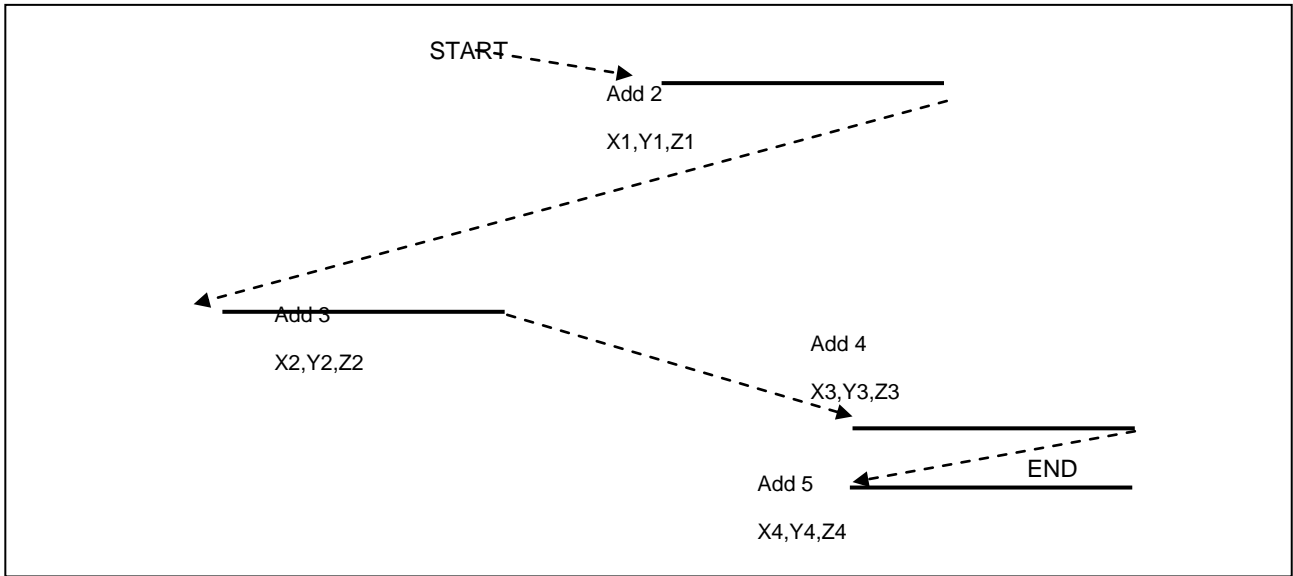 START
Add 2
X1,Y1,Z1
Add 3
X2,Y2,Z2
Add 4
X3,Y3,Z3
END
Add 5
X4,Y4,Z4